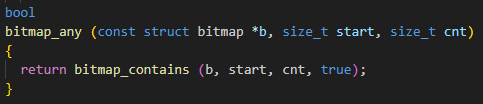 bool
bitmap_any (const struct bitmap *b, size_t start, size_t cnt)
{
  return bitmap_contains (b, start, cnt, true);
}